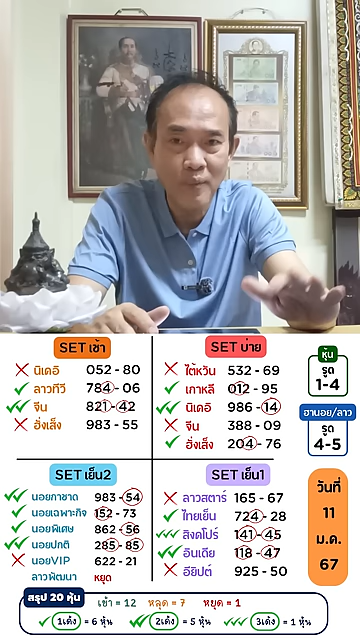 SET เช้า
นิเคอิ 052 - 80
ลาวทีวี 784 - 06
จีน 821 - 42
ฮั่งเส็ง 983 - 55
SET บ่าย
ไต้หวัน 532 - 69
เกาหลี 012 - 95
นิเคอิ 986 - 14
จีน 388 - 09
ฮั่งเส็ง 204 - 76
หุ้น
รูด
1-4
ฮานอย/ลาว
รูด
4-5
SET เย็น2
นอยกาชาด 983 - 54
นอยเฉพาะกิจ 152 - 73
นอยพิเศษ 862 - 56
นอยปกติ 285 - 85
นอยVIP 622 - 21
ลาวพัฒนา หยุด
SET เย็น1
ลาวสตาร์ 165 - 67
ไทยเย็น 724 - 28
สิงคโปร์ 141 - 45
อินเดีย 118 - 47
อียิปต์ 925 - 50
วันที่
11
ม.ค.
67
สรุป 20 หุ้น เข้า = 12 หลุด = 7 หยุด = 1
1เด้ง = 6 หุ้น 2เด้ง = 5 หุ้น 3เด้ง = 1 หุ้น